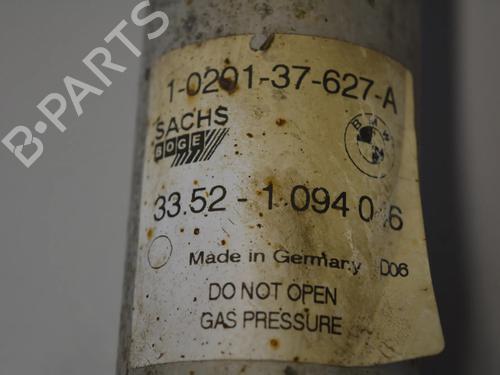 B-PARTS
1-0201-37-627-A
SACHS
BOGE
BMW
33.52 - 1 094 0
Made in Germany D06
DO NOT OPEN
GAS PRESSURE